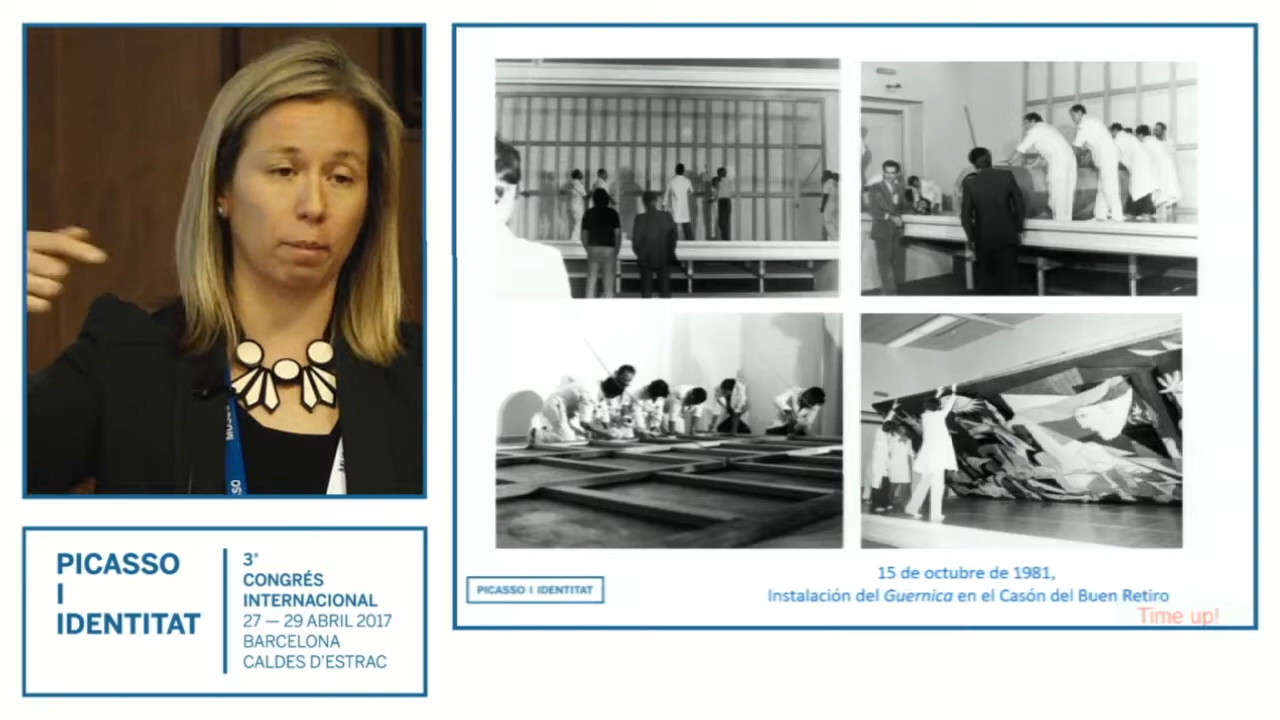 PICASSO
I
IDENTITAT
3ᵉʳ
CONGRÉS
INTERNACIONAL
27 — 29 ABRIL 2017
BARCELONA
CALDES D'ESTRAC
PICASSO I IDENTITAT
15 de octubre de 1981,
Instalación del Guernica en el Casón del Buen Retiro
Time up!